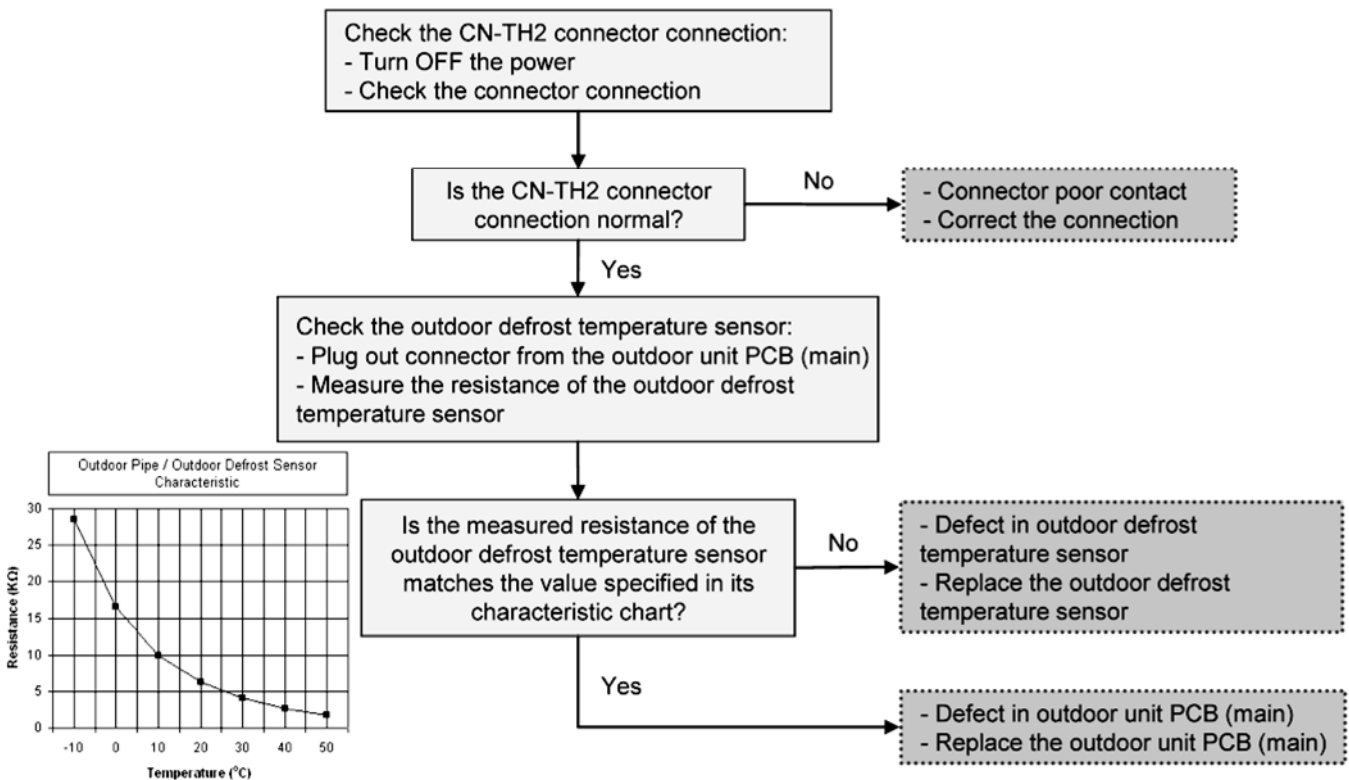 Check the CN-TH2 connector connection:
- Turn OFF the power
- Check the connector connection
Is the CN-TH2 connector
connection normal?
No
- Connector poor contact
- Correct the connection
Yes
Check the outdoor defrost temperature sensor:
- Plug out connector from the outdoor unit PCB (main)
- Measure the resistance of the outdoor defrost
temperature sensor
Outdoor Pipe / Outdoor Defrost Sensor
Characteristic
Resistance (KΩ)
30
25
20
15
10
5
0
-10 0 10 20 30 40 50
Temperature (°C)
Is the measured resistance of the
outdoor defrost temperature sensor
matches the value specified in its
characteristic chart?
No
- Defect in outdoor defrost
temperature sensor
- Replace the outdoor defrost
temperature sensor
Yes
- Defect in outdoor unit PCB (main)
- Replace the outdoor unit PCB (main)